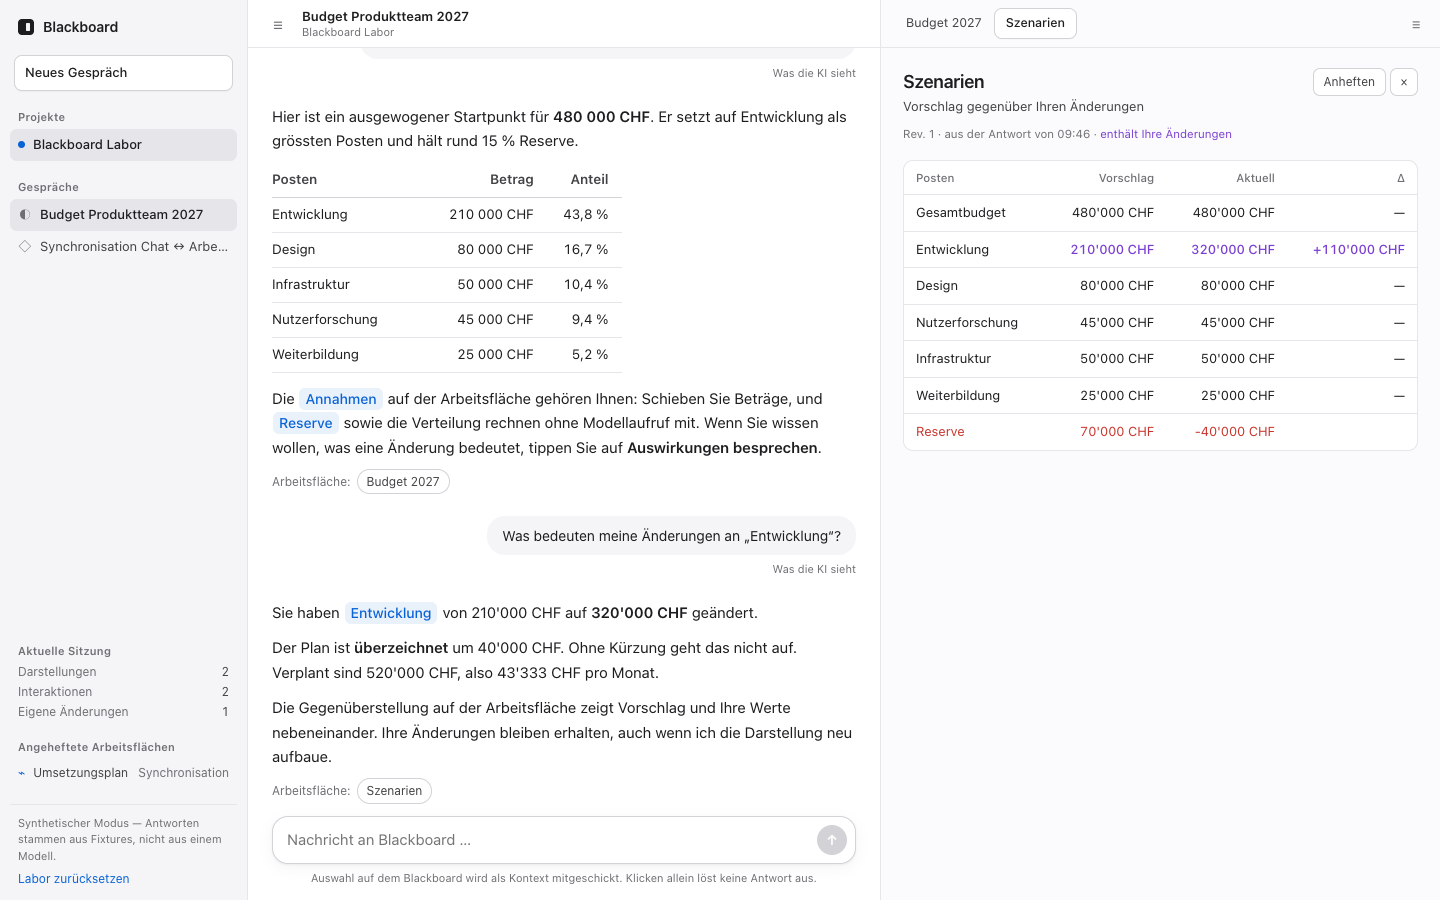 Blackboard
Neues Gespräch
Projekte
Blackboard Labor
Gespräche
Budget Produktteam 2027
Synchronisation Chat ↔ Arbe...
Aktuelle Sitzung
Darstellungen 2
Interaktionen 2
Eigene Änderungen 1
Angeheftete Arbeitsflächen
Umsetzungsplan Synchronisation
Synthetischer Modus — Antworten
stammen aus Fixtures, nicht aus einem
Modell.
Labor zurücksetzen
Budget Produktteam 2027
Blackboard Labor
Was die KI sieht
Hier ist ein ausgewogener Startpunkt für 480 000 CHF. Er setzt auf Entwicklung als
grössten Posten und hält rund 15 % Reserve.
Posten Betrag Anteil
Entwicklung 210 000 CHF 43,8 %
Design 80 000 CHF 16,7 %
Infrastruktur 50 000 CHF 10,4 %
Nutzerforschung 45 000 CHF 9,4 %
Weiterbildung 25 000 CHF 5,2 %
Die Annahmen auf der Arbeitsfläche gehören Ihnen: Schieben Sie Beträge, und
Reserve sowie die Verteilung rechnen ohne Modellaufruf mit. Wenn Sie wissen
wollen, was eine Änderung bedeutet, tippen Sie auf Auswirkungen besprechen.
Arbeitsfläche: Budget 2027
Was bedeuten meine Änderungen an „Entwicklung“?
Was die KI sieht
Sie haben Entwicklung von 210'000 CHF auf 320'000 CHF geändert.
Der Plan ist überzeichnet um 40'000 CHF. Ohne Kürzung geht das nicht auf.
Verplant sind 520'000 CHF, also 43'333 CHF pro Monat.
Die Gegenüberstellung auf der Arbeitsfläche zeigt Vorschlag und Ihre Werte
nebeneinander. Ihre Änderungen bleiben erhalten, auch wenn ich die Darstellung neu
aufbaue.
Arbeitsfläche: Szenarien
Nachricht an Blackboard ...
Auswahl auf dem Blackboard wird als Kontext mitgeschickt. Klicken allein löst keine Antwort aus.
Budget 2027 Szenarien
Szenarien
Anheften ×
Vorschlag gegenüber Ihren Änderungen
Rev. 1 · aus der Antwort von 09:46 · enthält Ihre Änderungen
Posten Vorschlag Aktuell Δ
Gesamtbudget 480'000 CHF 480'000 CHF —
Entwicklung 210'000 CHF 320'000 CHF +110'000 CHF
Design 80'000 CHF 80'000 CHF —
Nutzerforschung 45'000 CHF 45'000 CHF —
Infrastruktur 50'000 CHF 50'000 CHF —
Weiterbildung 25'000 CHF 25'000 CHF —
Reserve 70'000 CHF -40'000 CHF